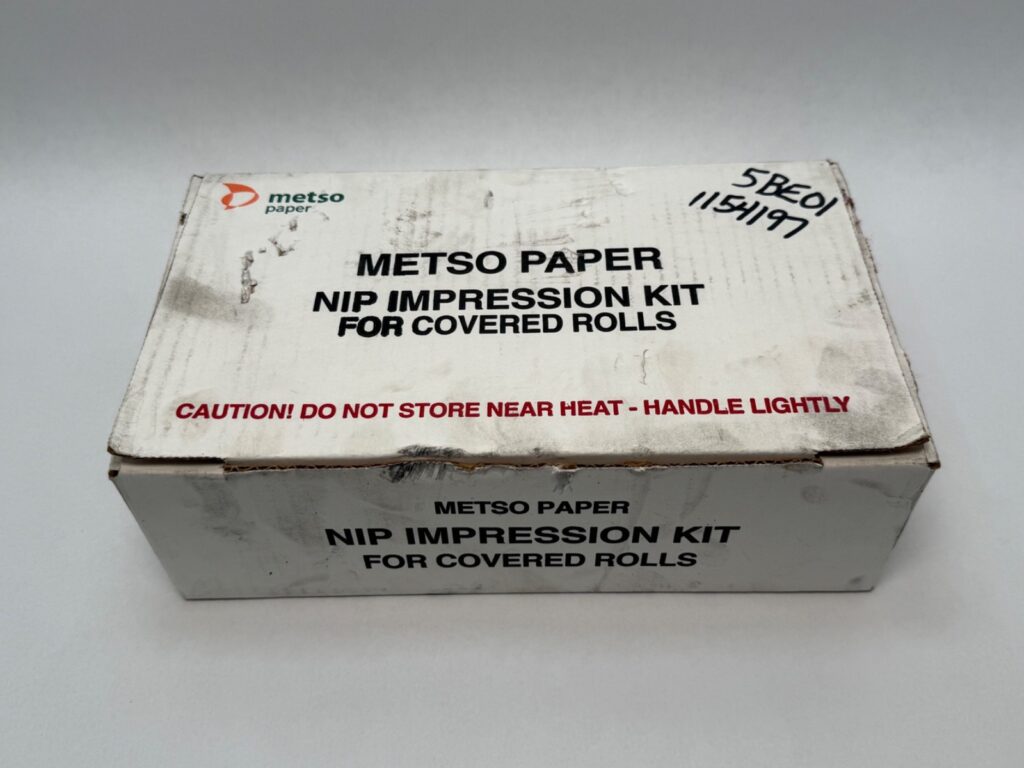 metso
paper
5BE01
1154197
METSO PAPER
NIP IMPRESSION KIT
FOR COVERED ROLLS
CAUTION! DO NOT STORE NEAR HEAT - HANDLE LIGHTLY
METSO PAPER
NIP IMPRESSION KIT
FOR COVERED ROLLS